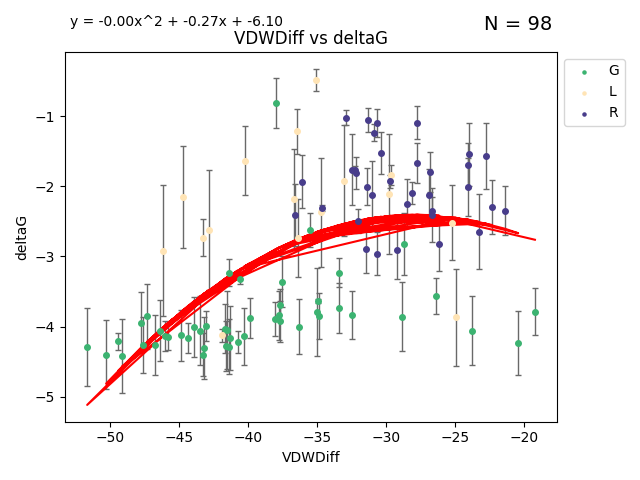 y = -0.00x^2 + -0.27x + -6.10
N = 98
VDWDiff vs deltaG
G
L
R
deltaG
−1
−2
−3
−4
−5
−50 −45 −40 −35 −30 −25 −20
VDWDiff